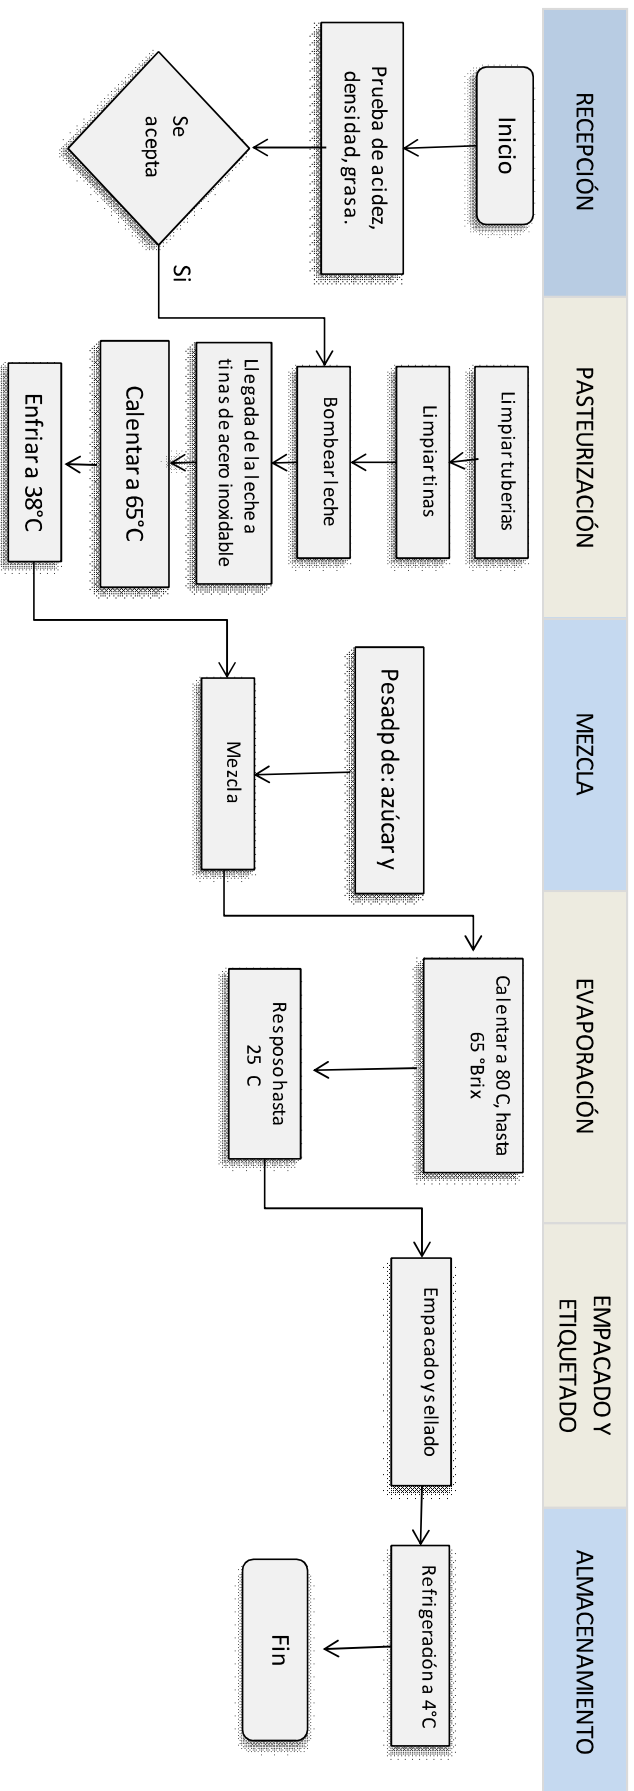 RECEPCIÓN
Inicio
Prueba de acidez,
densidad, grasa.
Se
acepta
Si
PASTEURIZACIÓN
Limpiar tuberias
Limpiar tinas
Bombear leche
Llegada de la leche a
tinas de acero inoxidable
Calentar a 65°C
Enfriar a 38°C
MEZCLA
Pesadp de: azúcar y
Mezcla
EVAPORACIÓN
Calentar a 80 C, hasta
65 °Brix
Resposo hasta
25 C
EMPACADO Y
ETIQUETADO
Empacado y sellado
ALMACENAMIENTO
Refrigeración a 4°C
Fin